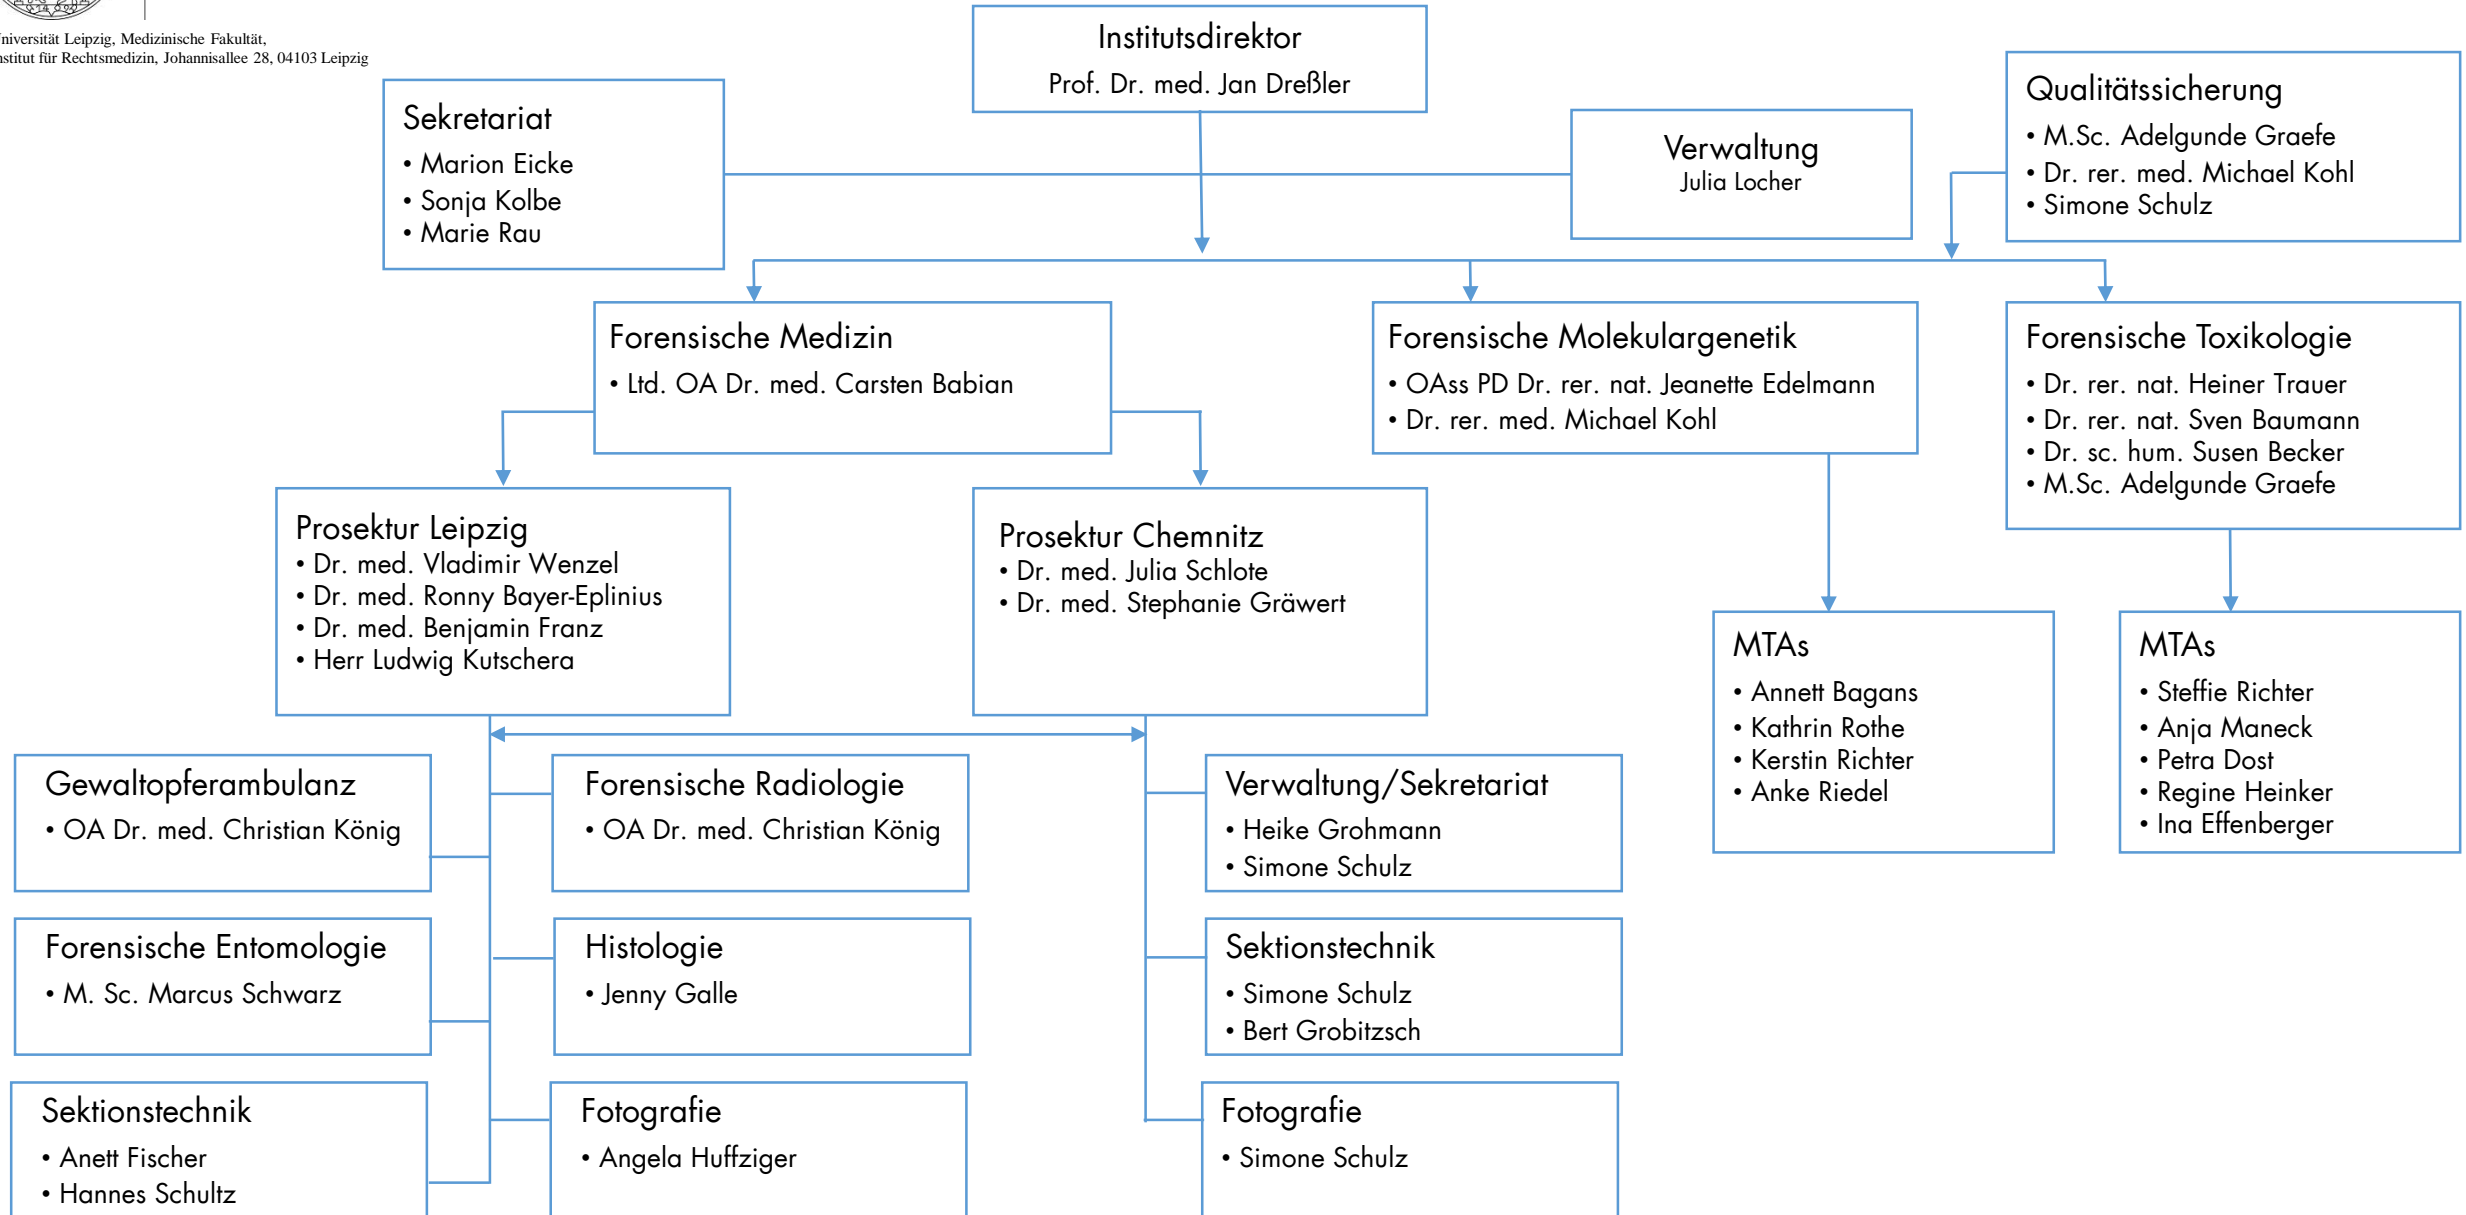 Universität Leipzig, Medizinische Fakultät,
Institut für Rechtsmedizin, Johannisallee 28, 04103 Leipzig
Institutsdirektor
Prof. Dr. med. Jan Dreßler
Sekretariat
• Marion Eicke
• Sonja Kolbe
• Marie Rau
Verwaltung
Julia Locher
Qualitätssicherung
• M.Sc. Adelgunde Graefe
• Dr. rer. med. Michael Kohl
• Simone Schulz
Forensische Medizin
• Ltd. OA Dr. med. Carsten Babian
Forensische Molekulargenetik
• OAss PD Dr. rer. nat. Jeanette Edelmann
• Dr. rer. med. Michael Kohl
Forensische Toxikologie
• Dr. rer. nat. Heiner Trauer
• Dr. rer. nat. Sven Baumann
• Dr. sc. hum. Susen Becker
• M.Sc. Adelgunde Graefe
Prosektur Leipzig
• Dr. med. Vladimir Wenzel
• Dr. med. Ronny Bayer-Eplinius
• Dr. med. Benjamin Franz
• Herr Ludwig Kutschera
Prosektur Chemnitz
• Dr. med. Julia Schlote
• Dr. med. Stephanie Gräwert
MTAs
• Annett Bagans
• Kathrin Rothe
• Kerstin Richter
• Anke Riedel
MTAs
• Steffie Richter
• Anja Maneck
• Petra Dost
• Regine Heinker
• Ina Effenberger
Gewaltopferambulanz
• OA Dr. med. Christian König
Forensische Radiologie
• OA Dr. med. Christian König
Verwaltung/Sekretariat
• Heike Grohmann
• Simone Schulz
Forensische Entomologie
• M. Sc. Marcus Schwarz
Histologie
• Jenny Galle
Sektionstechnik
• Simone Schulz
• Bert Grobitzsch
Sektionstechnik
• Anett Fischer
• Hannes Schultz
Fotografie
• Angela Huffziger
Fotografie
• Simone Schulz